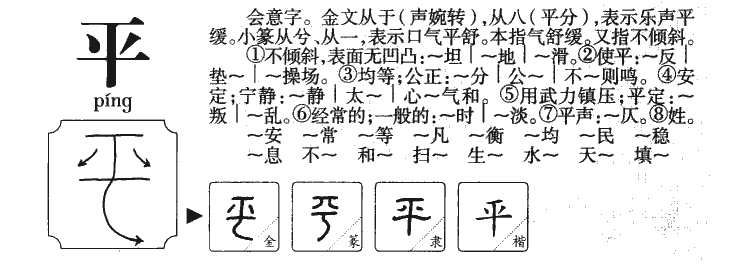 平
píng
会意字。金文从于(声婉转),从八(平分),表示乐声平
缓。小篆从兮、从一,表示口气平舒。本指气舒缓。又指不倾斜。
①不倾斜,表面无凹凸:～坦｜～地｜～滑。②使平:～反｜
垫～｜～操场。③均等;公正:～分｜公～｜不～则鸣。④安
定;宁静:～静｜太～｜心～气和。⑤用武力镇压;平定:～
叛｜～乱。⑥经常的;一般的:～时｜～淡。⑦平声:～仄。⑧姓。
～安 ～常 ～等 ～凡 ～衡 ～均 ～民 ～稳
～息 不～ 和～ 扫～ 生～ 水～ 天～ 填～
平 金
平 篆
平 隶
平 楷